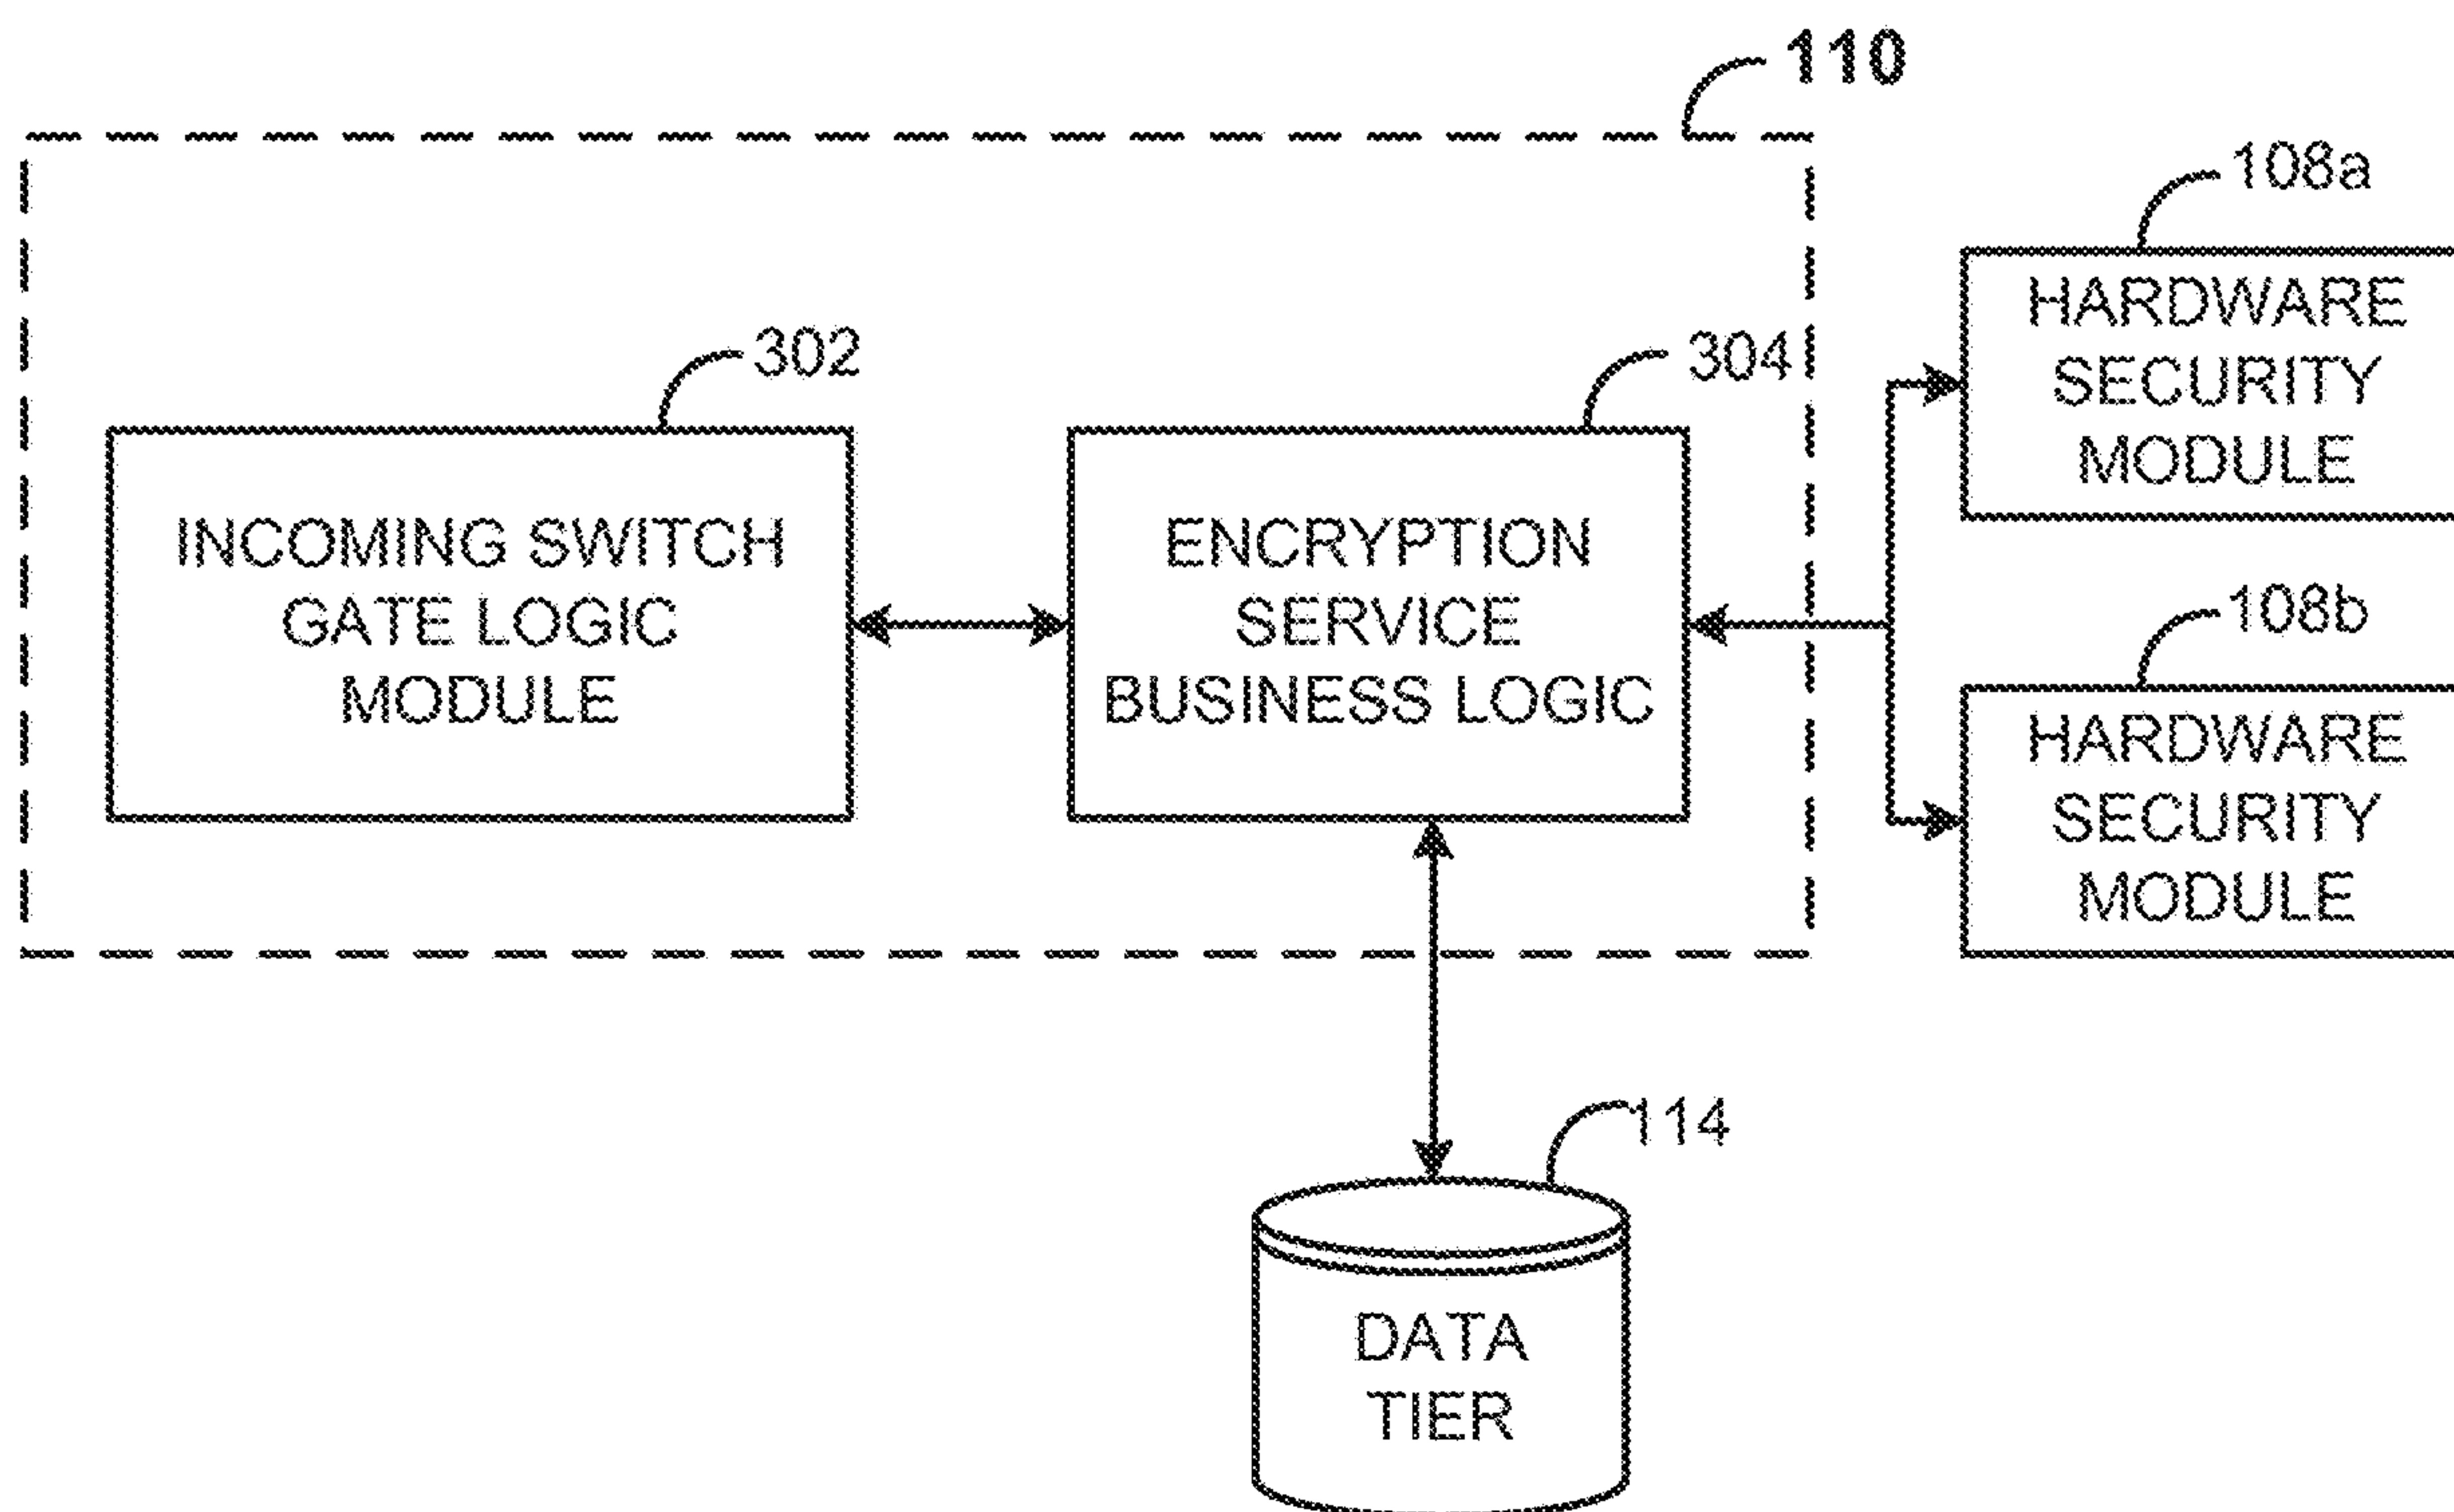 110
108a
HARDWARE
SECURITY
MODULE
302
304
INCOMING SWITCH
GATE LOGIC
MODULE
ENCRYPTION
SERVICE
BUSINESS LOGIC
108b
HARDWARE
SECURITY
MODULE
114
DATA
TIER